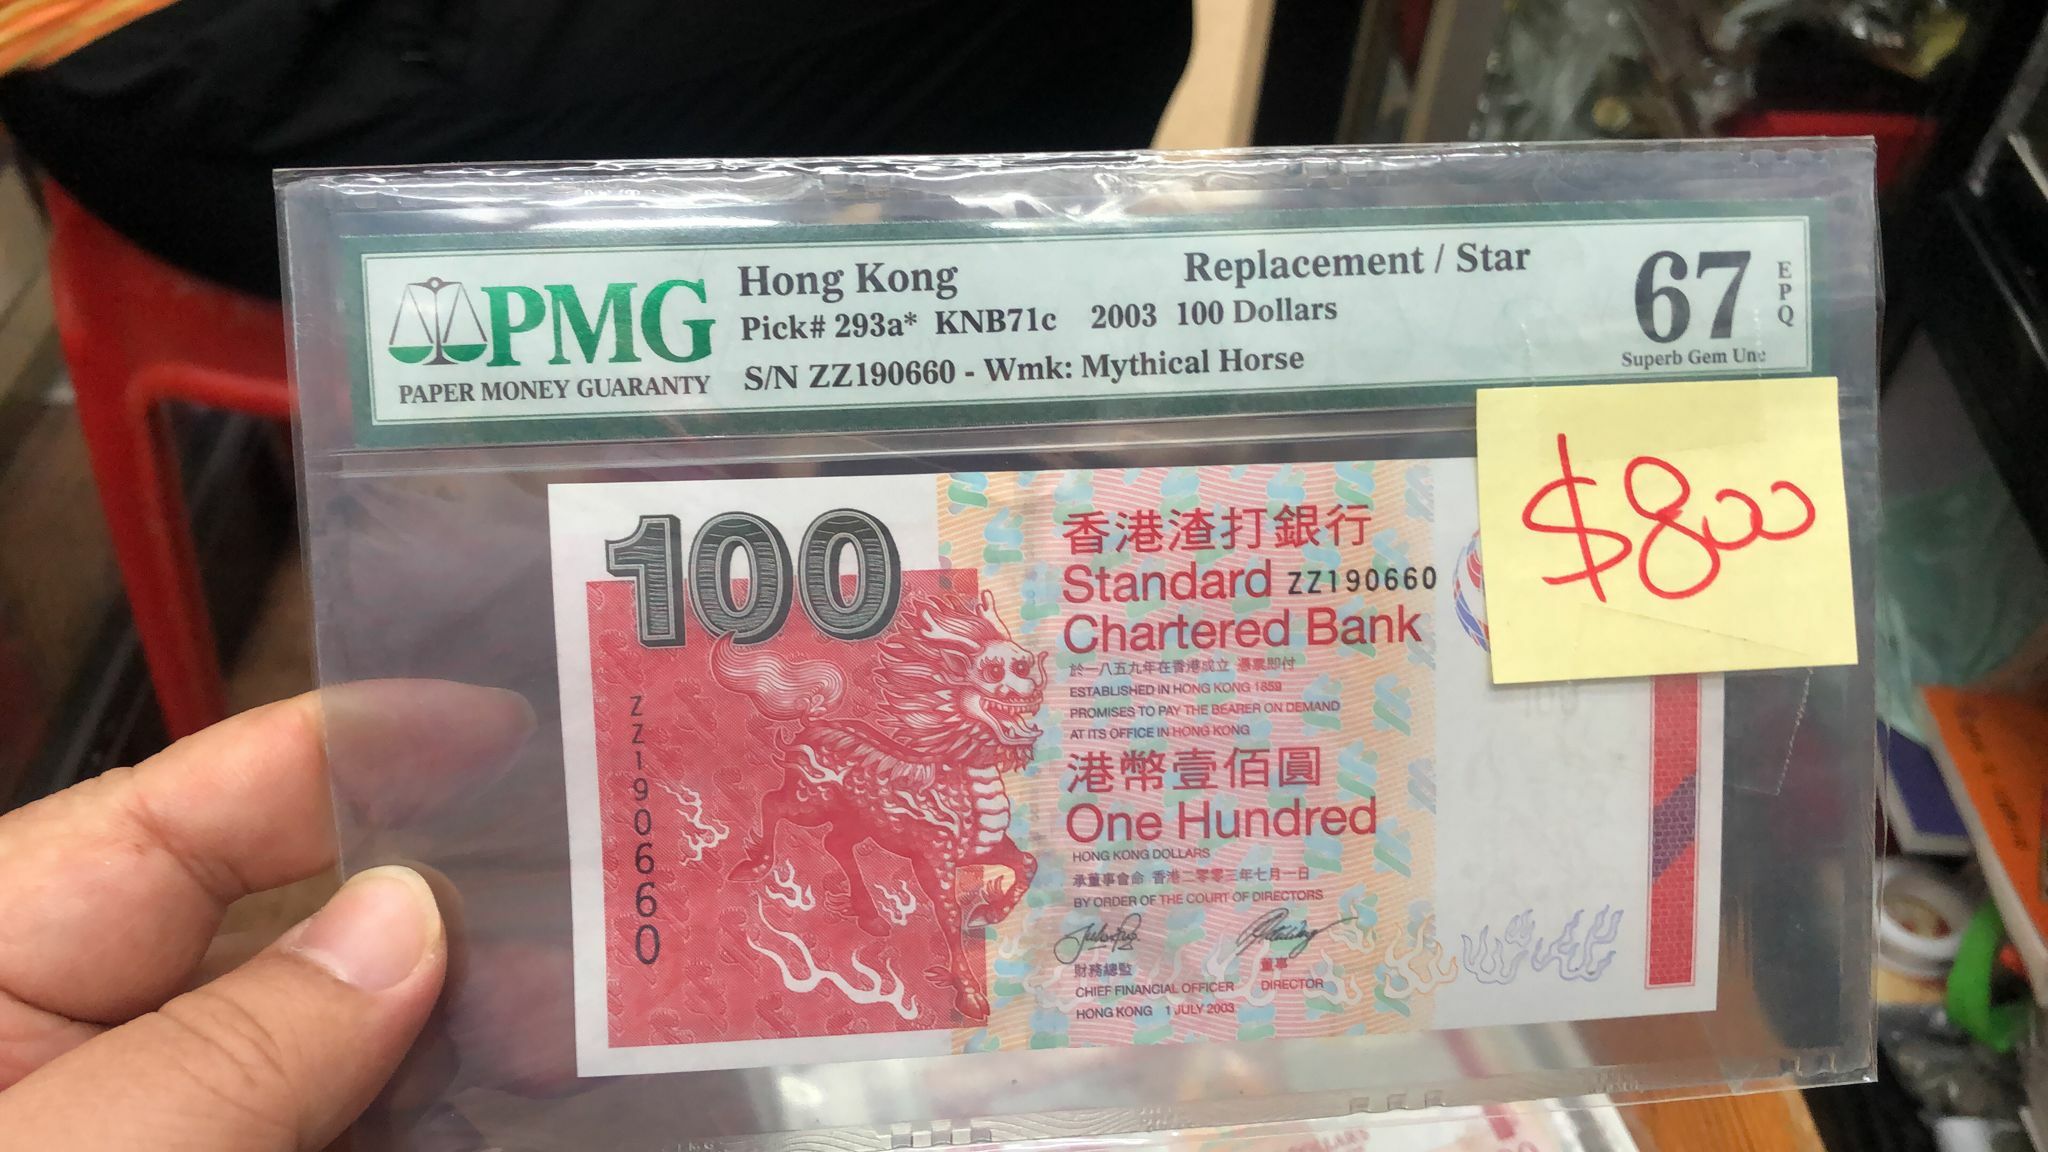 PMG
PAPER MONEY GUARANTY
Hong Kong
Replacement / Star
Pick# 293a* KNB71c 2003 100 Dollars
S/N ZZ190660 - Wmk: Mythical Horse
67
EPQ
Superb Gem Unc
$800
100
香港渣打銀行
Standard ZZ190660
Chartered Bank
於一八五九年在香港成立 憑票即付
ESTABLISHED IN HONG KONG 1859
PROMISES TO PAY THE BEARER ON DEMAND
AT ITS OFFICE IN HONG KONG
港幣壹佰圓
One Hundred
HONG KONG DOLLARS
承董事會命 香港二零零三年七月一日
BY ORDER OF THE COURT OF DIRECTORS
財務總監 董事
CHIEF FINANCIAL OFFICER DIRECTOR
HONG KONG 1 JULY 2003
ZZ190660